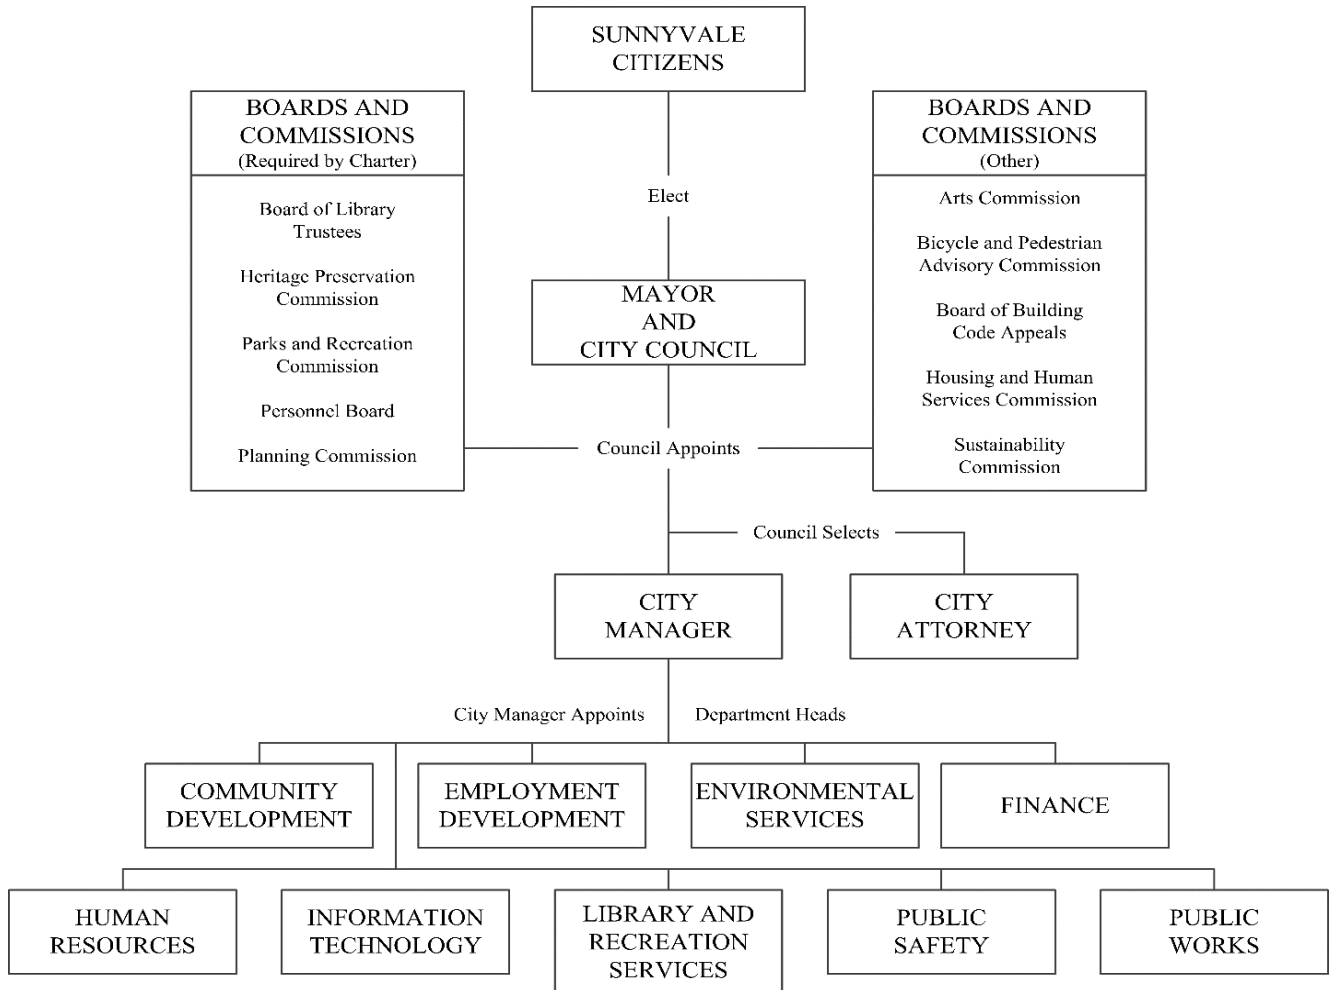 SUNNYVALE
CITIZENS
BOARDS AND
COMMISSIONS
(Required by Charter)
Board of Library
Trustees
Heritage Preservation
Commission
Parks and Recreation
Commission
Personnel Board
Planning Commission
Elect
MAYOR
AND
CITY COUNCIL
Council Appoints
BOARDS AND
COMMISSIONS
(Other)
Arts Commission
Bicycle and Pedestrian
Advisory Commission
Board of Building
Code Appeals
Housing and Human
Services Commission
Sustainability
Commission
Council Selects
CITY
MANAGER
CITY
ATTORNEY
City Manager Appoints
Department Heads
COMMUNITY
DEVELOPMENT
EMPLOYMENT
DEVELOPMENT
ENVIRONMENTAL
SERVICES
FINANCE
HUMAN
RESOURCES
INFORMATION
TECHNOLOGY
LIBRARY AND
RECREATION
SERVICES
PUBLIC
SAFETY
PUBLIC
WORKS